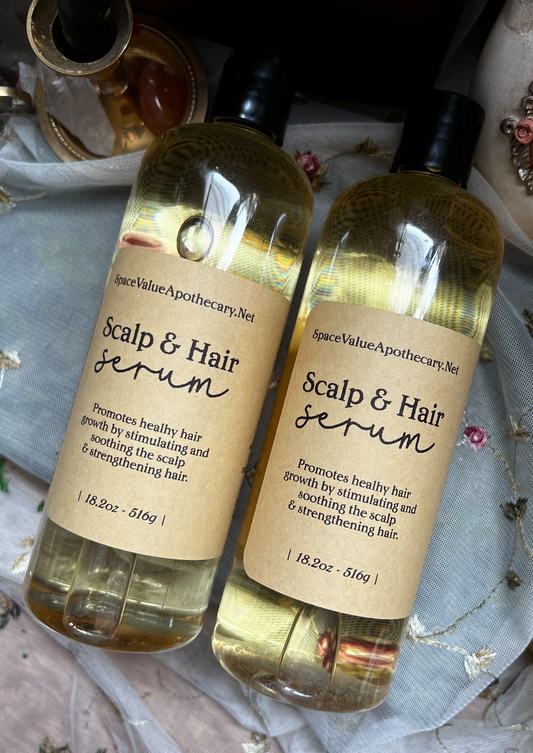 SpaceValueApothecary.Net
Scalp & Hair
serum
Promotes healhy hair
growth by stimulating and
soothing the scalp
& strengthening hair.
| 18.2oz - 516g |
SpaceValueApothecary.Net
Scalp & Hair
serum
Promotes healhy hair
growth by stimulating and
soothing the scalp
& strengthening hair.
| 18.2oz - 516g |